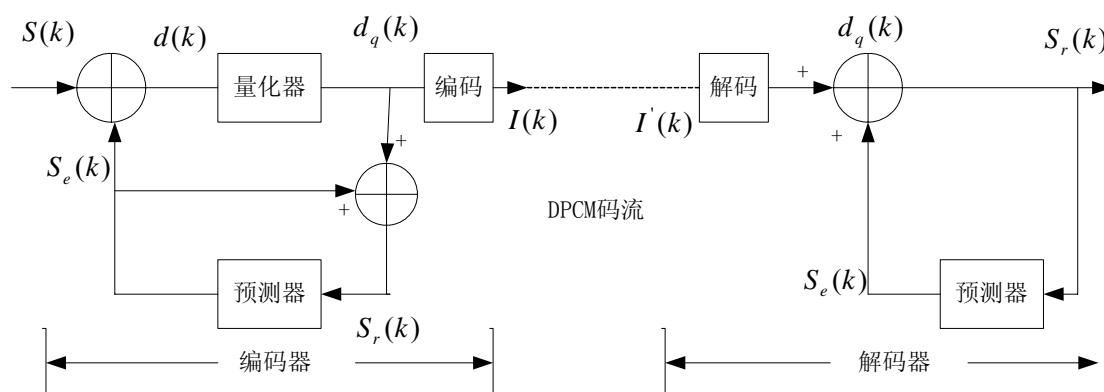 S(k)
d(k)
d_q(k)
d_q(k)
S_r(k)
量化器
编码
解码
+
I(k)
I'(k)
+
+
S_e(k)
+
DPCM码流
预测器
S_e(k)
预测器
S_r(k)
编码器
解码器